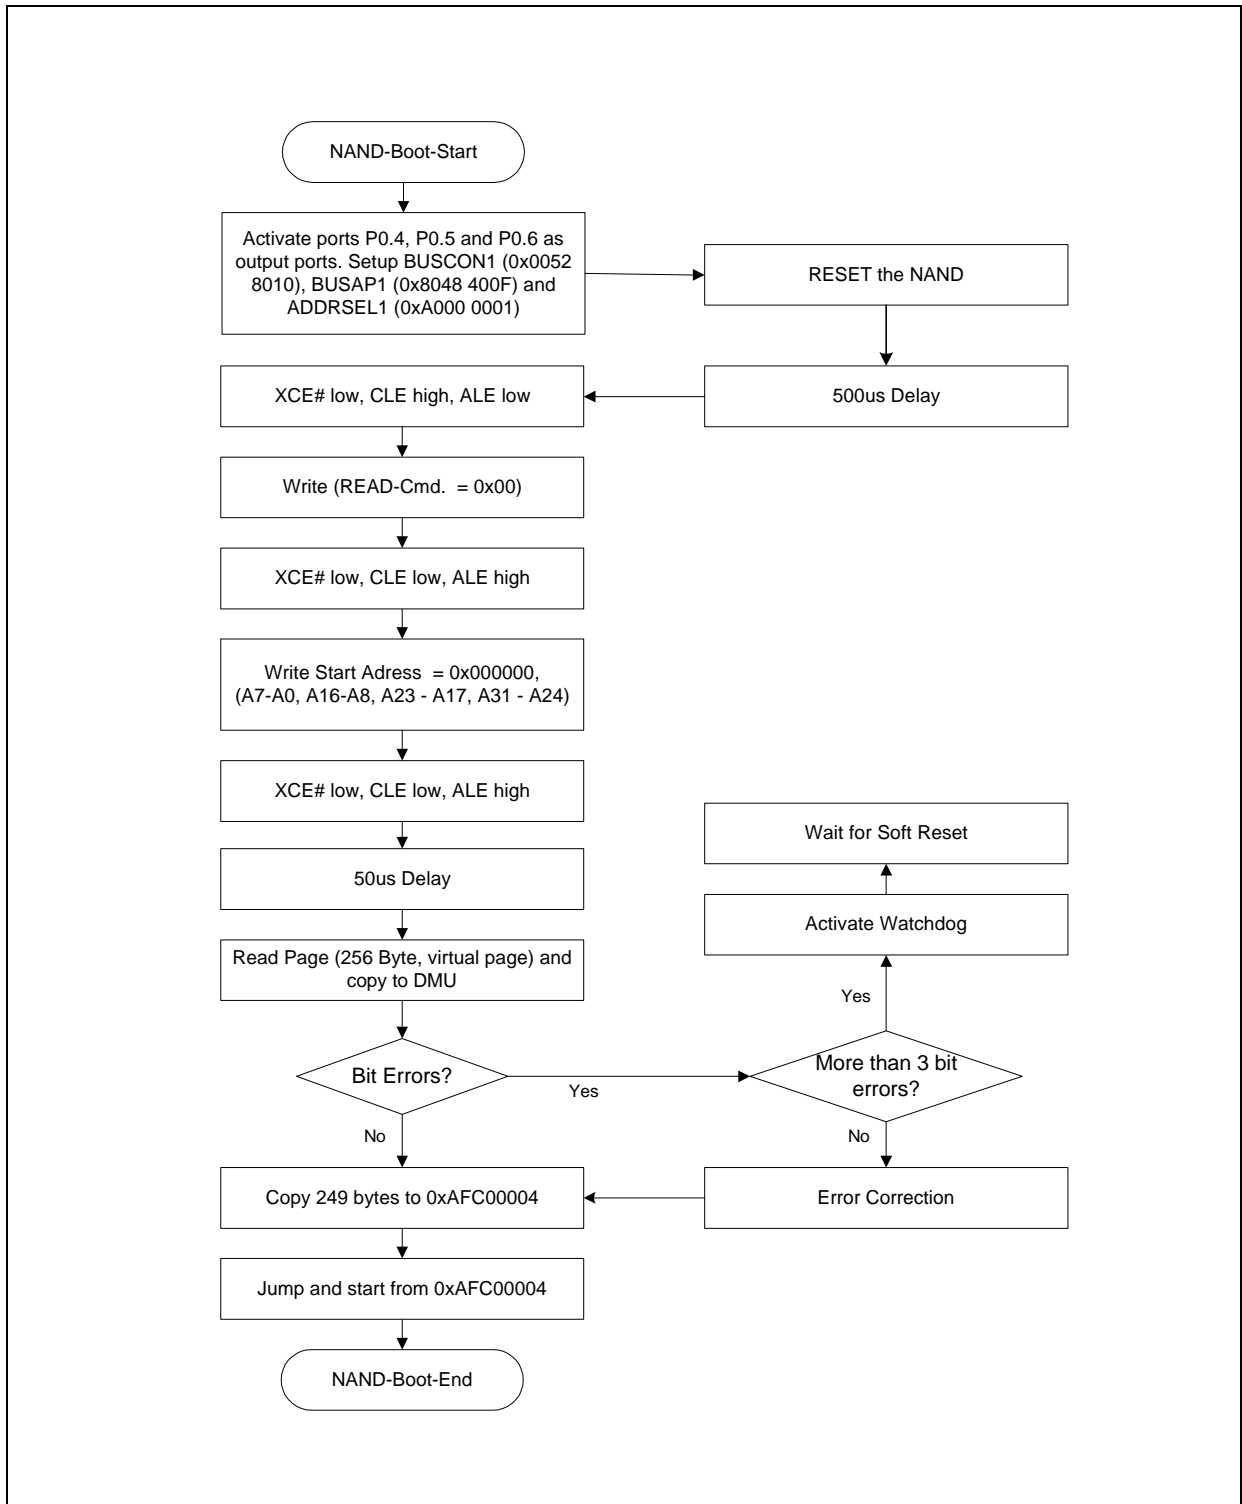 NAND-Boot-Start
Activate ports P0.4, P0.5 and P0.6 as
output ports. Setup BUSCON1 (0x0052
8010), BUSAP1 (0x8048 400F) and
ADDRSEL1 (0xA000 0001)
RESET the NAND
500us Delay
XCE# low, CLE high, ALE low
Write (READ-Cmd.  = 0x00)
XCE# low, CLE low, ALE high
Write Start Adress  = 0x000000,
(A7-A0, A16-A8, A23 - A17, A31 - A24)
XCE# low, CLE low, ALE high
50us Delay
Read Page (256 Byte, virtual page) and
copy to DMU
Bit Errors?
Yes
More than 3 bit
errors?
Yes
Activate Watchdog
Wait for Soft Reset
No
Error Correction
No
Copy 249 bytes to 0xAFC00004
Jump and start from 0xAFC00004
NAND-Boot-End